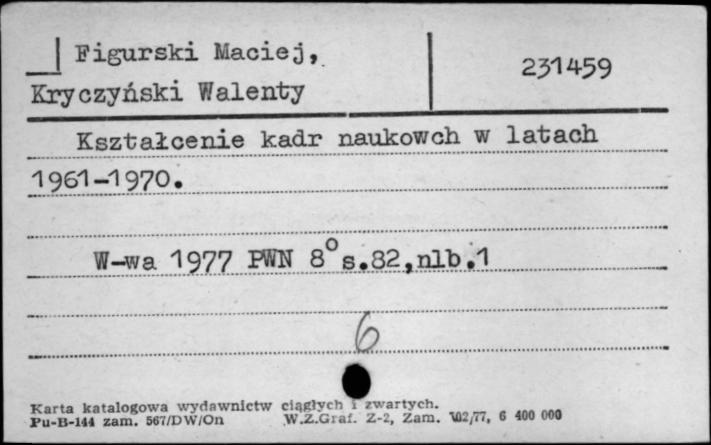 Figurski Maciej,
231459
Kryczyński Walenty
Kształcenie kadr naukowch w latach
1961-1970.
W-wa 1977 PWN 8° s.82,nlb.1
6
Karta katalogowa wydawnictw ciągłych i zwartych.
Pu-B-144 zam. 567/DW/On W.Z.Graf. Z-2, Zam. 102/77, 6 400 000